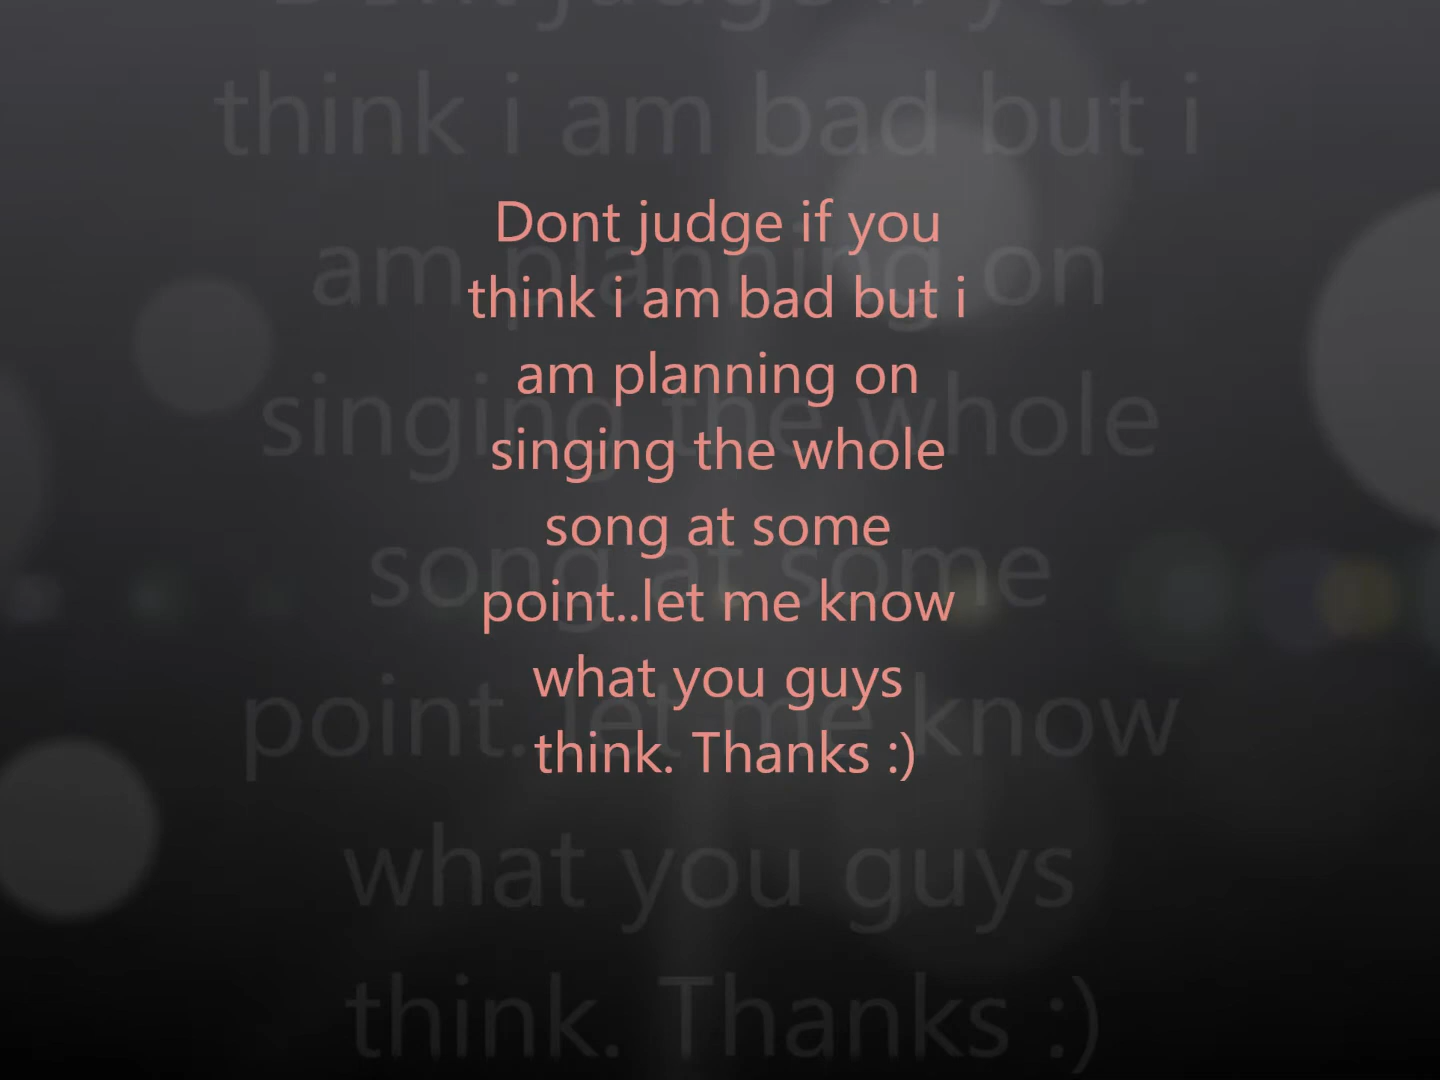 Dont judge if you
think i am bad but i
am planning on
singing the whole
song at some
point..let me know
what you guys
think. Thanks :)